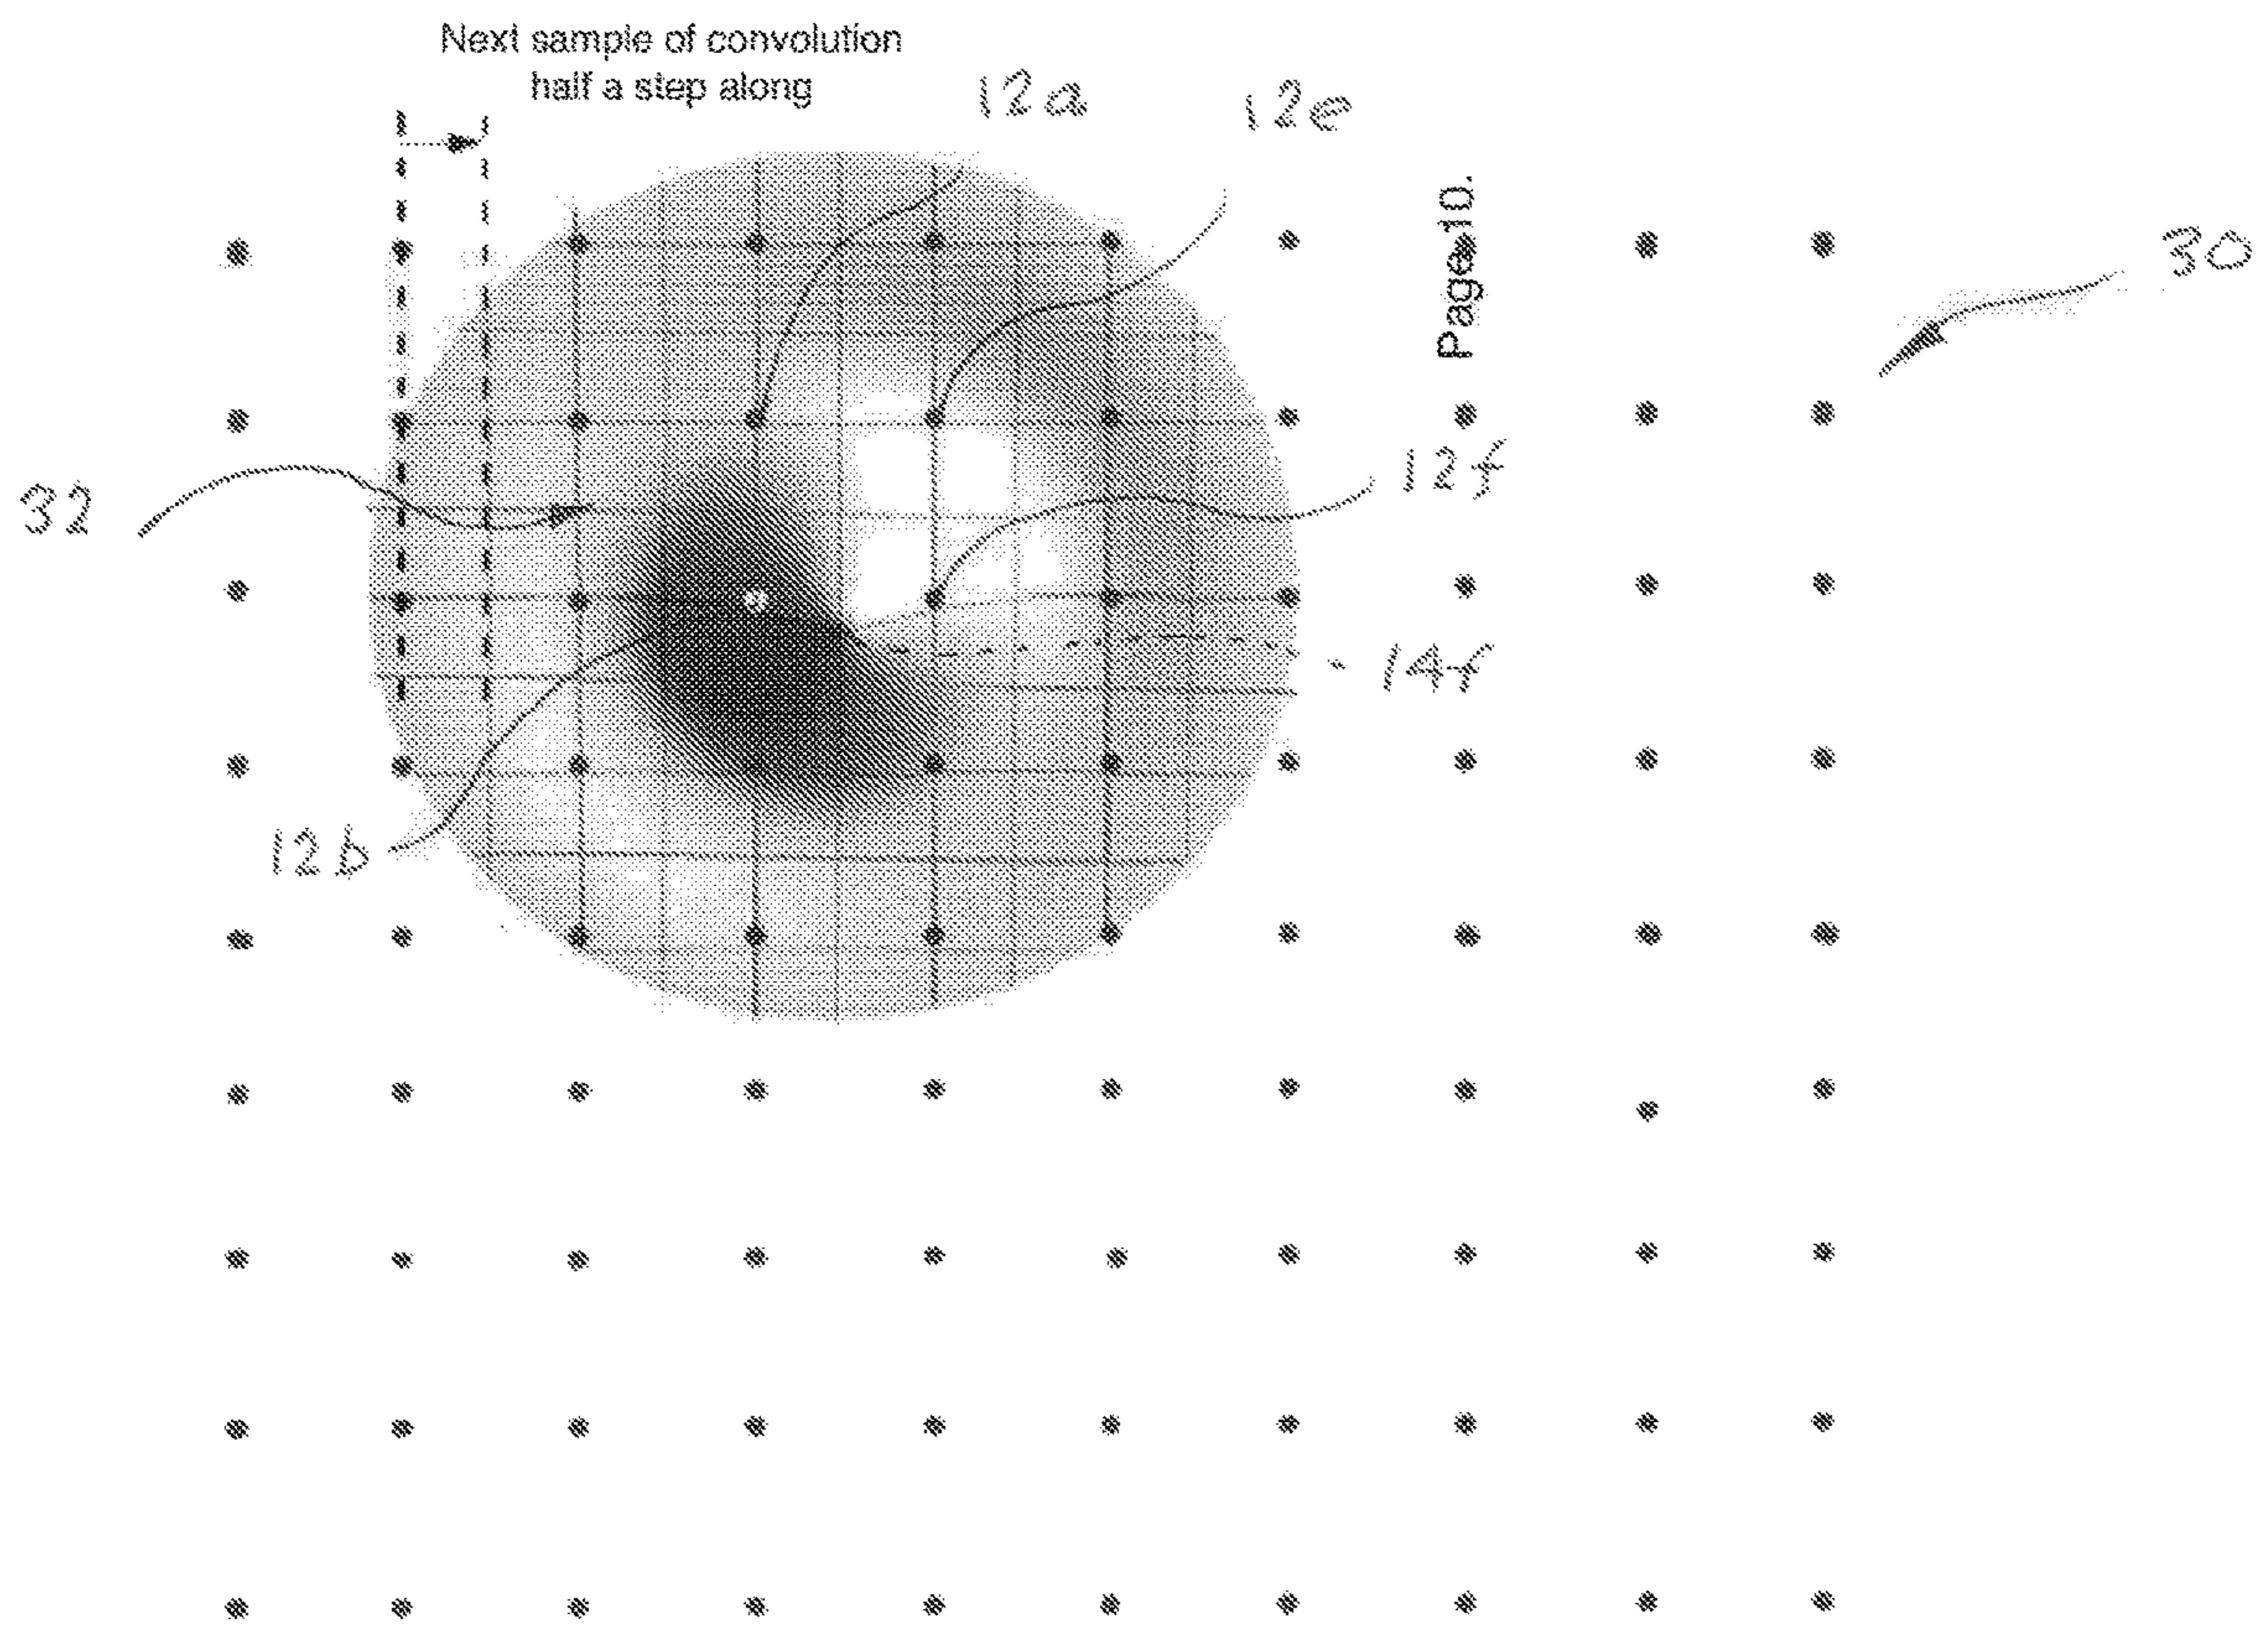 Next sample of convolution
half a step along
12a
12e
Page 10.
30
12f
32
14f
12b